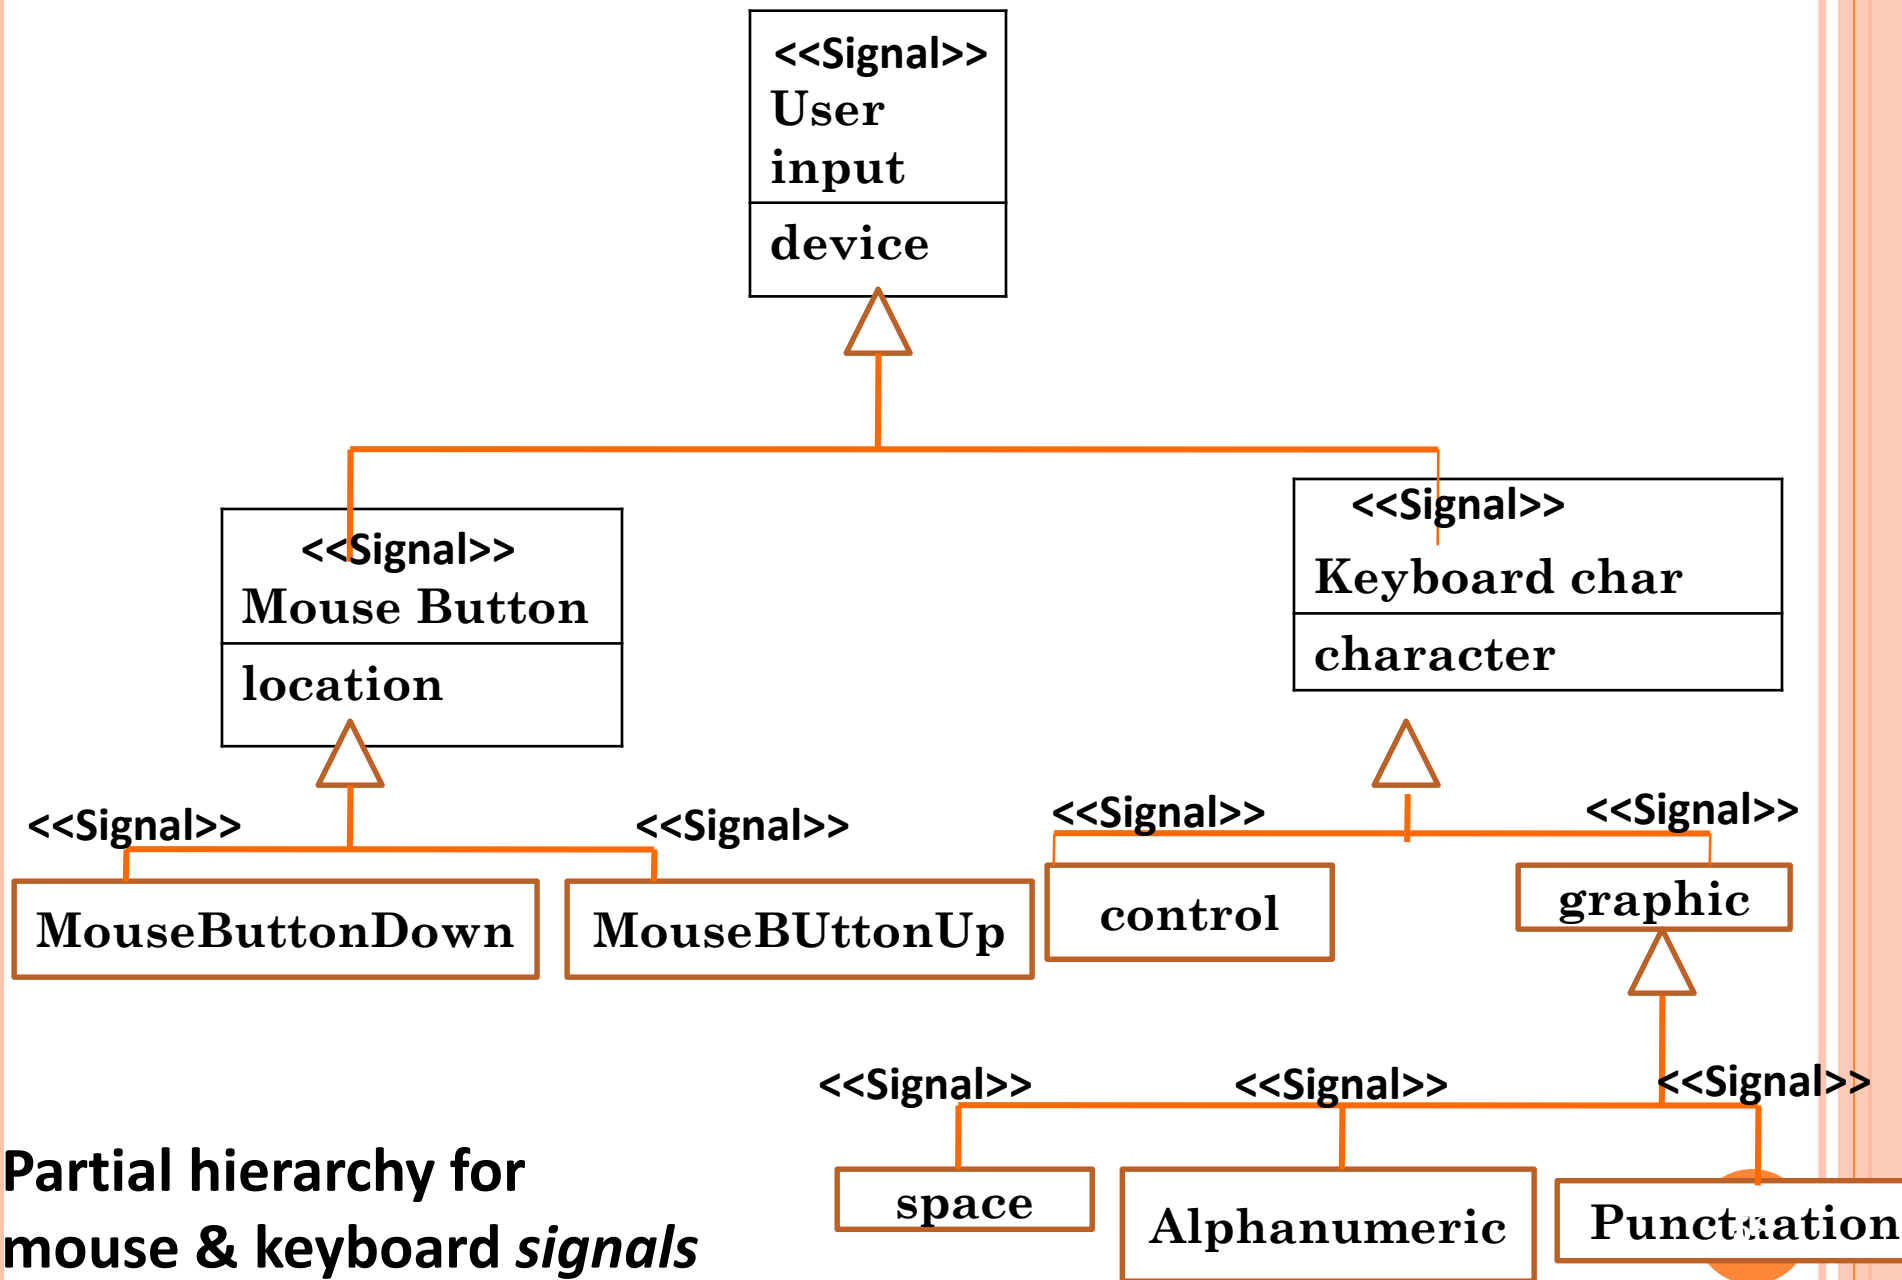 <<Signal>>
User
input
device
<<Signal>>
Mouse Button
location
<<Signal>>
Keyboard char
character
<<Signal>>
MouseButtonDown
<<Signal>>
MouseBUttonUp
<<Signal>>
control
<<Signal>>
graphic
<<Signal>>
space
<<Signal>>
Alphanumeric
<<Signal>>
Punctuation
Partial hierarchy for
mouse & keyboard signals